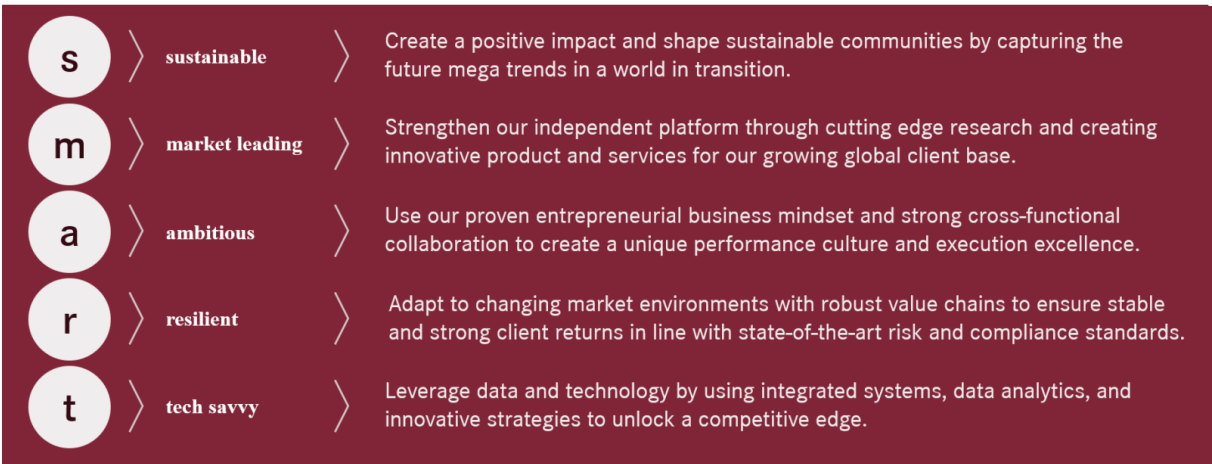 s
sustainable
Create a positive impact and shape sustainable communities by capturing the
future mega trends in a world in transition.
m
market leading
Strengthen our independent platform through cutting edge research and creating
innovative product and services for our growing global client base.
a
ambitious
Use our proven entrepreneurial business mindset and strong cross-functional
collaboration to create a unique performance culture and execution excellence.
r
resilient
Adapt to changing market environments with robust value chains to ensure stable
and strong client returns in line with state-of-the-art risk and compliance standards.
t
tech savvy
Leverage data and technology by using integrated systems, data analytics, and
innovative strategies to unlock a competitive edge.